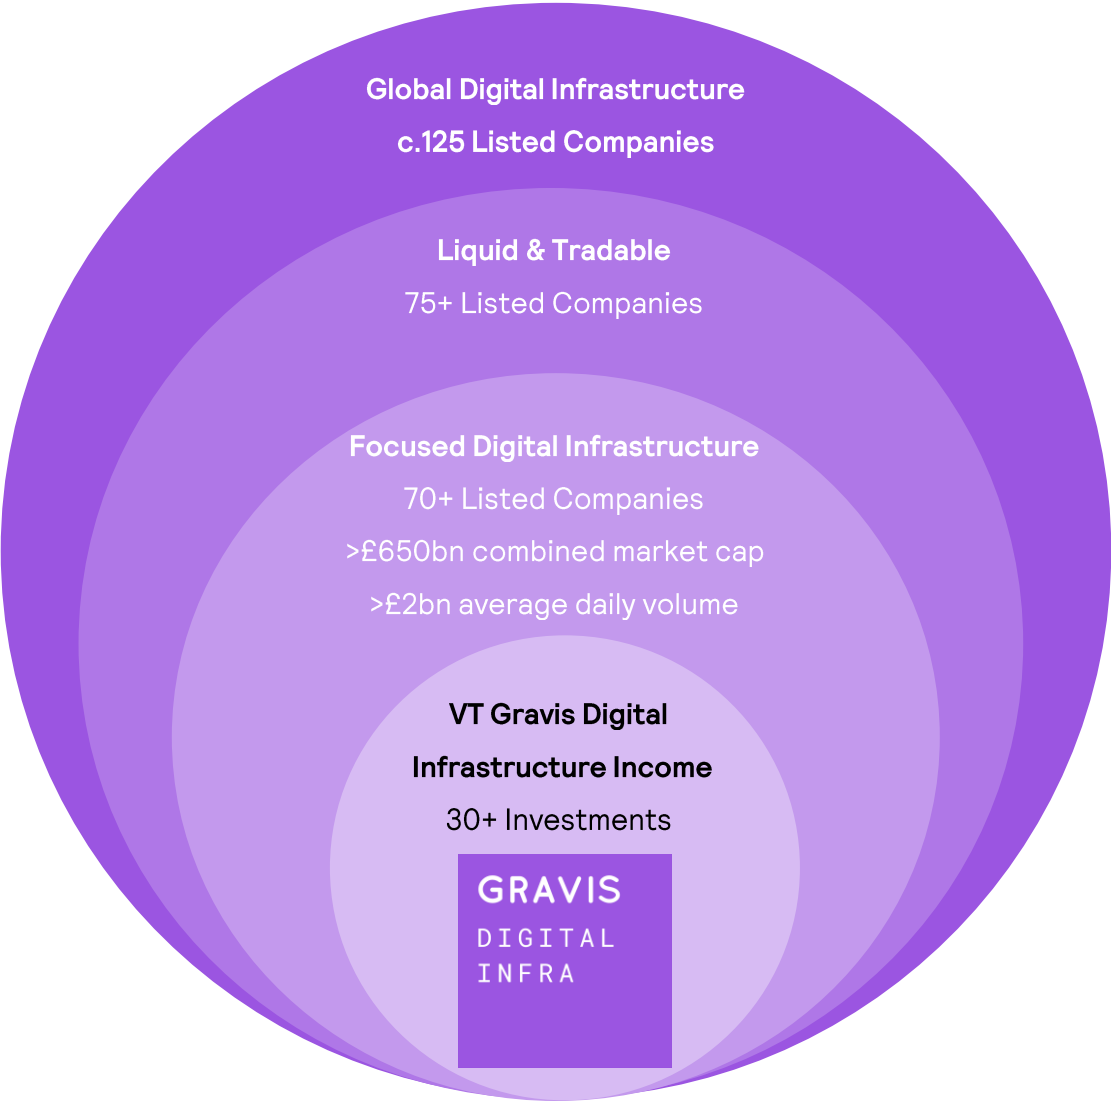 Global Digital Infrastructure
c.125 Listed Companies
Liquid & Tradable
75+ Listed Companies
Focused Digital Infrastructure
70+ Listed Companies
>£650bn combined market cap
>£2bn average daily volume
VT Gravis Digital
Infrastructure Income
30+ Investments
GRAVIS
DIGITAL
INFRA